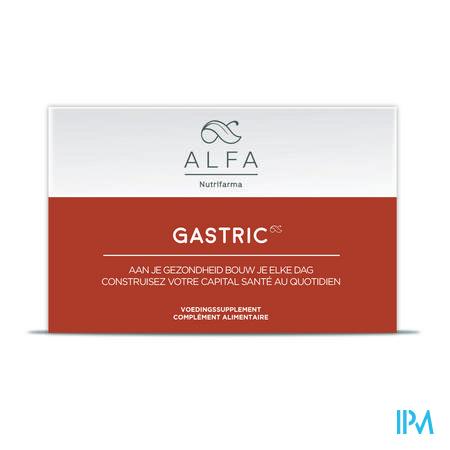 ALFA
Nutrifarma
GASTRIC
AAN JE GEZONDHEID BOUW JE ELKE DAG
CONSTRUISEZ VOTRE CAPITAL SANTÉ AU QUOTIDIEN
VOEDINGSSUPPLEMENT
COMPLÉMENT ALIMENTAIRE
IPM